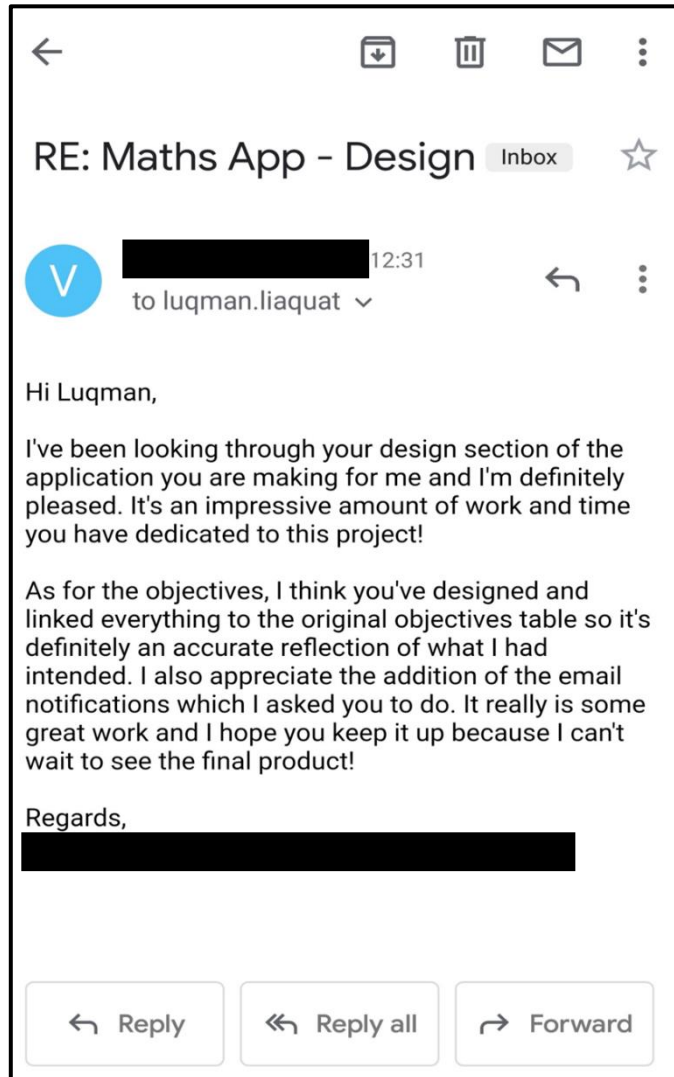 RE: Maths App - Design Inbox
V
12:31
to luqman.liaquat
Hi Luqman,
I've been looking through your design section of the
application you are making for me and I'm definitely
pleased. It's an impressive amount of work and time
you have dedicated to this project!
As for the objectives, I think you've designed and
linked everything to the original objectives table so it's
definitely an accurate reflection of what I had
intended. I also appreciate the addition of the email
notifications which I asked you to do. It really is some
great work and I hope you keep it up because I can't
wait to see the final product!
Regards,
Reply Reply all Forward